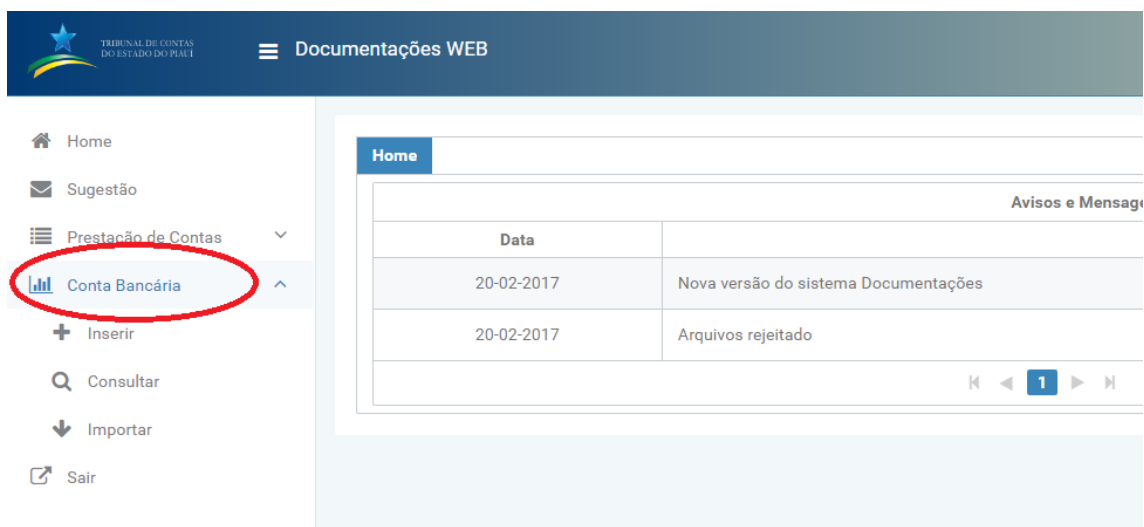 TRIBUNAL DE CONTAS
DO ESTADO DO PIAUÍ
Documentações WEB
Home
Sugestão
Prestação de Contas
Conta Bancária
Inserir
Consultar
Importar
Sair
Home
Avisos e Mensage
Data
20-02-2017 Nova versão do sistema Documentações
20-02-2017 Arquivos rejeitado
1